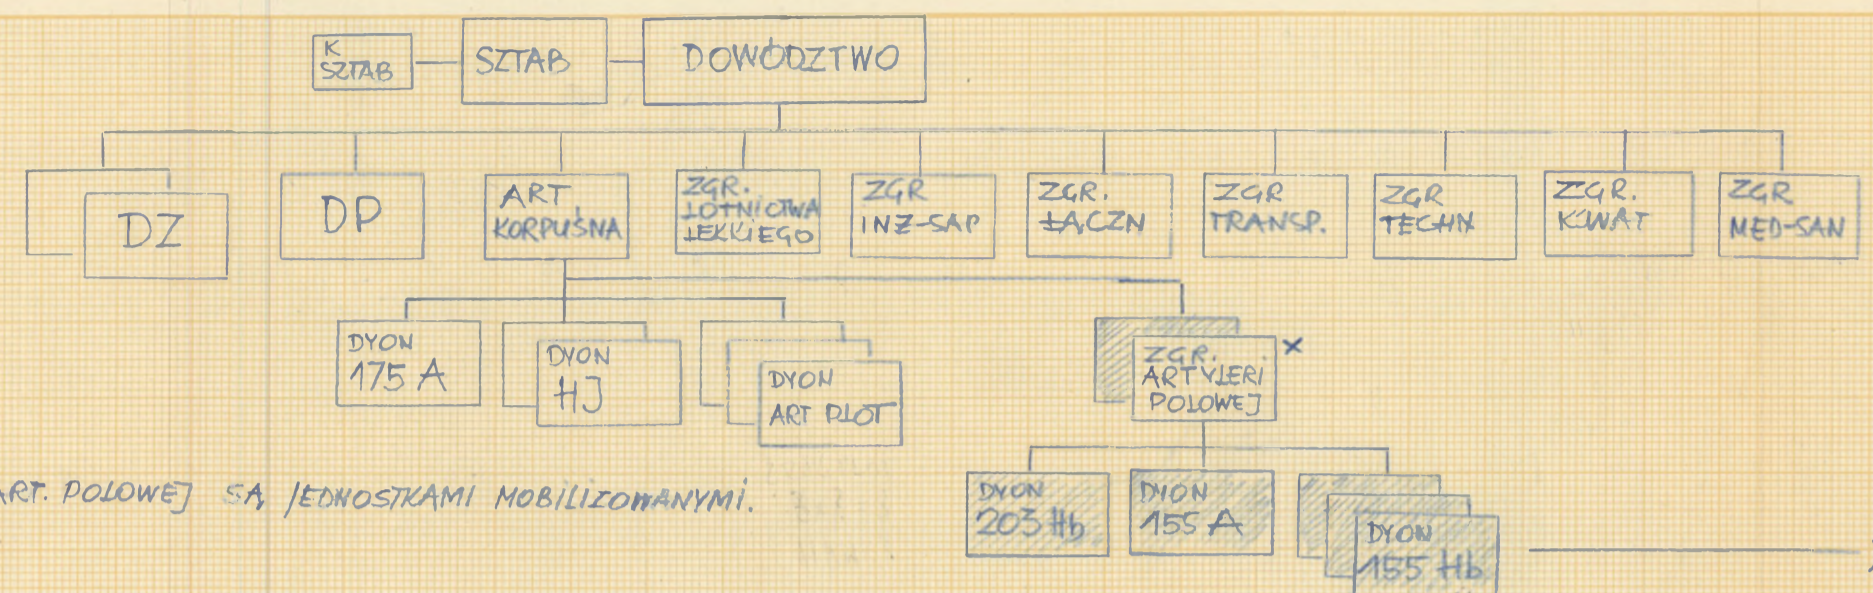 K
SZTAB
SZTAB
DOWÓDZTWO
DZ
DP
ART
KORPUŚNA
ZGR.
LOTNICTWA
LEKKIEGO
ZGR
INŻ-SAP
ZGR.
ŁĄCZN
ZGR
TRANSP.
ZGR
TECHN
ZGR.
KWAT
ZGR
MED-SAN
DYON
175 A
DYON
HJ
DYON
ART PLOT
ZGR.
ARTYLERI
POLOWEJ
x
ART. POLOWEJ SĄ JEDNOSTKAMI MOBILIZOWANYMI.
DYON
203 Hb
DYON
155 A
DYON
155 Hb